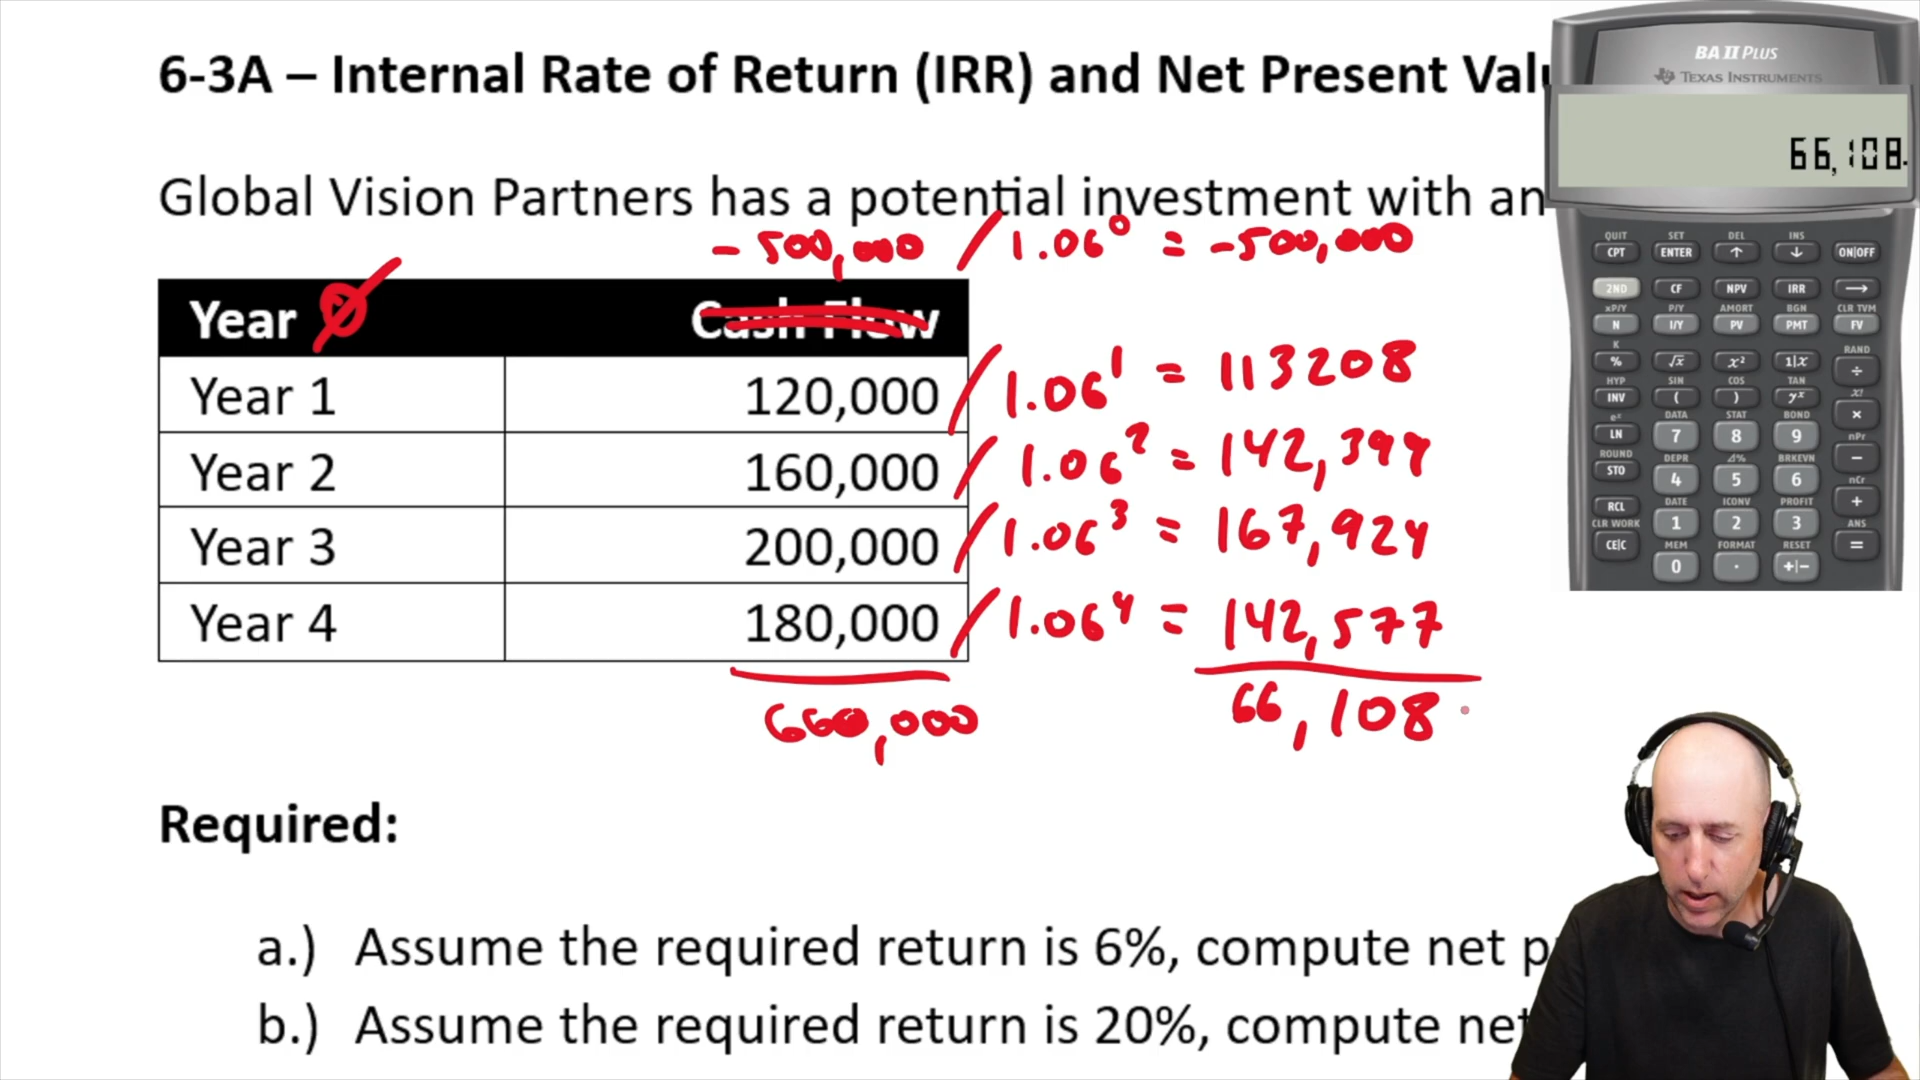 6-3A – Internal Rate of Return (IRR) and Net Present Valu
Global Vision Partners has a potential investment with an
- 500,000 / 1.06⁰ = -500,000
Year 0 Cash Flow
Year 1 120,000 / 1.06¹ = 113208
Year 2 160,000 / 1.06² = 142,399
Year 3 200,000 / 1.06³ = 167,924
Year 4 180,000 / 1.06⁴ = 142,577
660,000 66,108
Required:
a.) Assume the required return is 6%, compute net p
b.) Assume the required return is 20%, compute net
BA II PLUS
TEXAS INSTRUMENTS
66,108.
QUIT SET DEL INS
CPT ENTER ↑ ↓ ON|OFF
2ND CF NPV IRR →
xP/Y P/Y AMORT BGN CLR TVM
N I/Y PV PMT FV
K RAND
% √x x² 1|x ÷
HYP SIN COS TAN x!
INV ( ) yˣ ×
eˣ DATA STAT BOND nPr
LN 7 8 9 −
ROUND DEPR Δ% BRKEVN nCr
STO 4 5 6 +
DATE ICONV PROFIT ANS
RCL 1 2 3 =
CLR WORK MEM FORMAT RESET
CE|C 0 . +|−